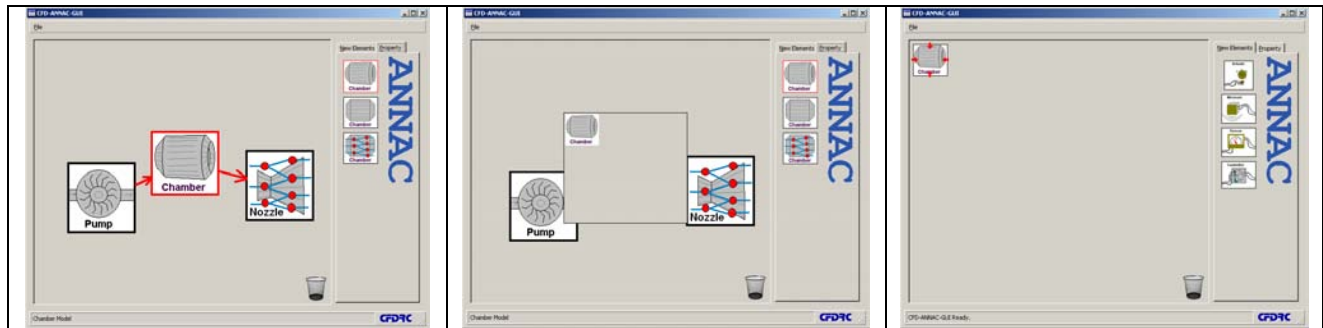 CFD-ANNAC-GUI
File
New Elements Property
Chamber
Chamber
Chamber
ANNAC
Chamber
Pump
Nozzle
Chamber Model
CFDRC
CFD-ANNAC-GUI
File
New Elements Property
Chamber
Chamber
Chamber
ANNAC
Chamber
Pump
Nozzle
Chamber Model
CFDRC
CFD-ANNAC-GUI
File
New Elements Property
Chamber
ANNAC
CFD-ANNAC-GUI Ready.
CFDRC